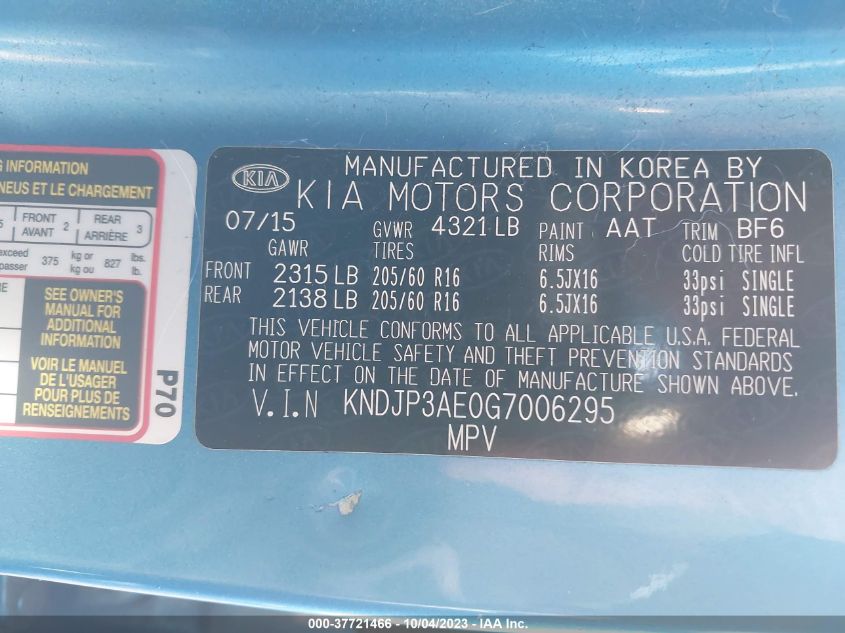 G INFORMATION
NEUS ET LE CHARGEMENT
5 FRONT 2 REAR 3
AVANT ARRIÈRE
exceed 375 kg or 827 lbs.
passer kg ou lb.
SEE OWNER'S
MANUAL FOR
ADDITIONAL
INFORMATION
VOIR LE MANUEL
DE L'USAGER
POUR PLUS DE
RENSEIGNEMENTS
P70
MANUFACTURED IN KOREA BY
KIA KIA MOTORS CORPORATION
07/15 GVWR 4321 LB PAINT AAT TRIM BF6
GAWR TIRES RIMS COLD TIRE INFL
FRONT 2315 LB 205/60 R16 6.5JX16 33psi SINGLE
REAR 2138 LB 205/60 R16 6.5JX16 33psi SINGLE
THIS VEHICLE CONFORMS TO ALL APPLICABLE U.S.A. FEDERAL
MOTOR VEHICLE SAFETY AND THEFT PREVENTION STANDARDS
IN EFFECT ON THE DATE OF MANUFACTURE SHOWN ABOVE.
V.I.N KNDJP3AE0G7006295
MPV
000-37721466 - 10/04/2023 - IAA Inc.